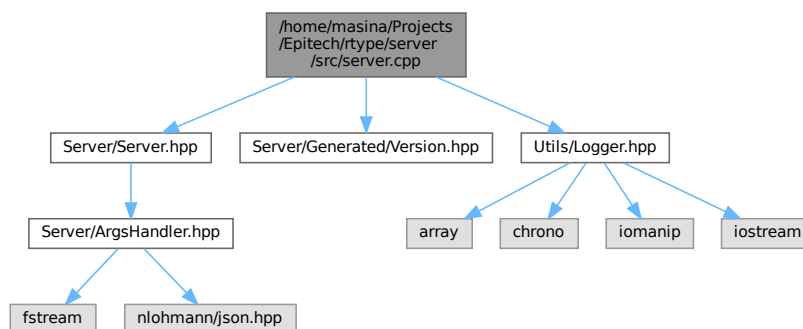 /home/masina/Projects
/Epitech/rtype/server
/src/server.cpp
Server/Server.hpp
Server/Generated/Version.hpp
Utils/Logger.hpp
Server/ArgsHandler.hpp
array
chrono
iomanip
iostream
fstream
nlohmann/json.hpp